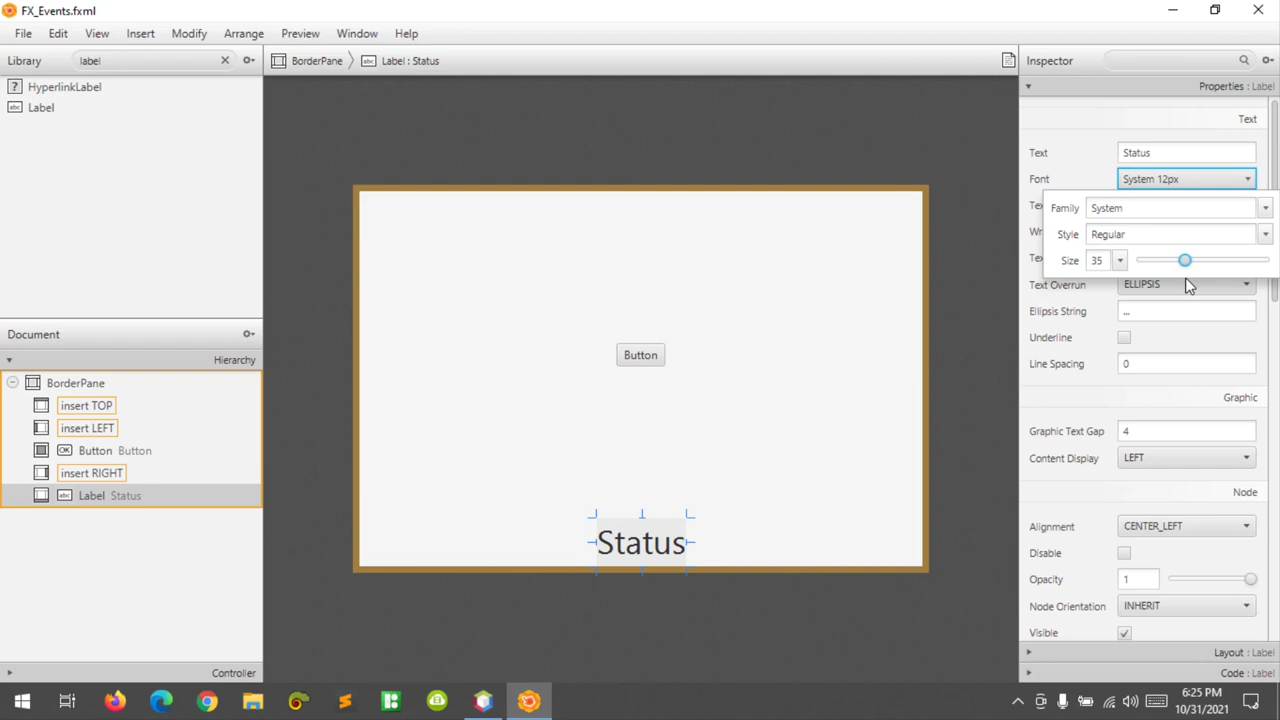 FX_Events.fxml
File Edit View Insert Modify Arrange Preview Window Help
Library label
BorderPane Label : Status
Inspector
? HyperlinkLabel
abc Label
Properties : Label
Text
Text Status
Font System 12px
Family System
Style Regular
Size 35
Text Overrun ELLIPSIS
Ellipsis String ...
Underline
Line Spacing 0
Graphic
Graphic Text Gap 4
Content Display LEFT
Node
Alignment CENTER_LEFT
Disable
Opacity 1
Node Orientation INHERIT
Visible
Layout : Label
Code : Label
Button
Status
Document
Hierarchy
BorderPane
insert TOP
insert LEFT
OK Button Button
insert RIGHT
abc Label Status
Controller
6:25 PM
10/31/2021